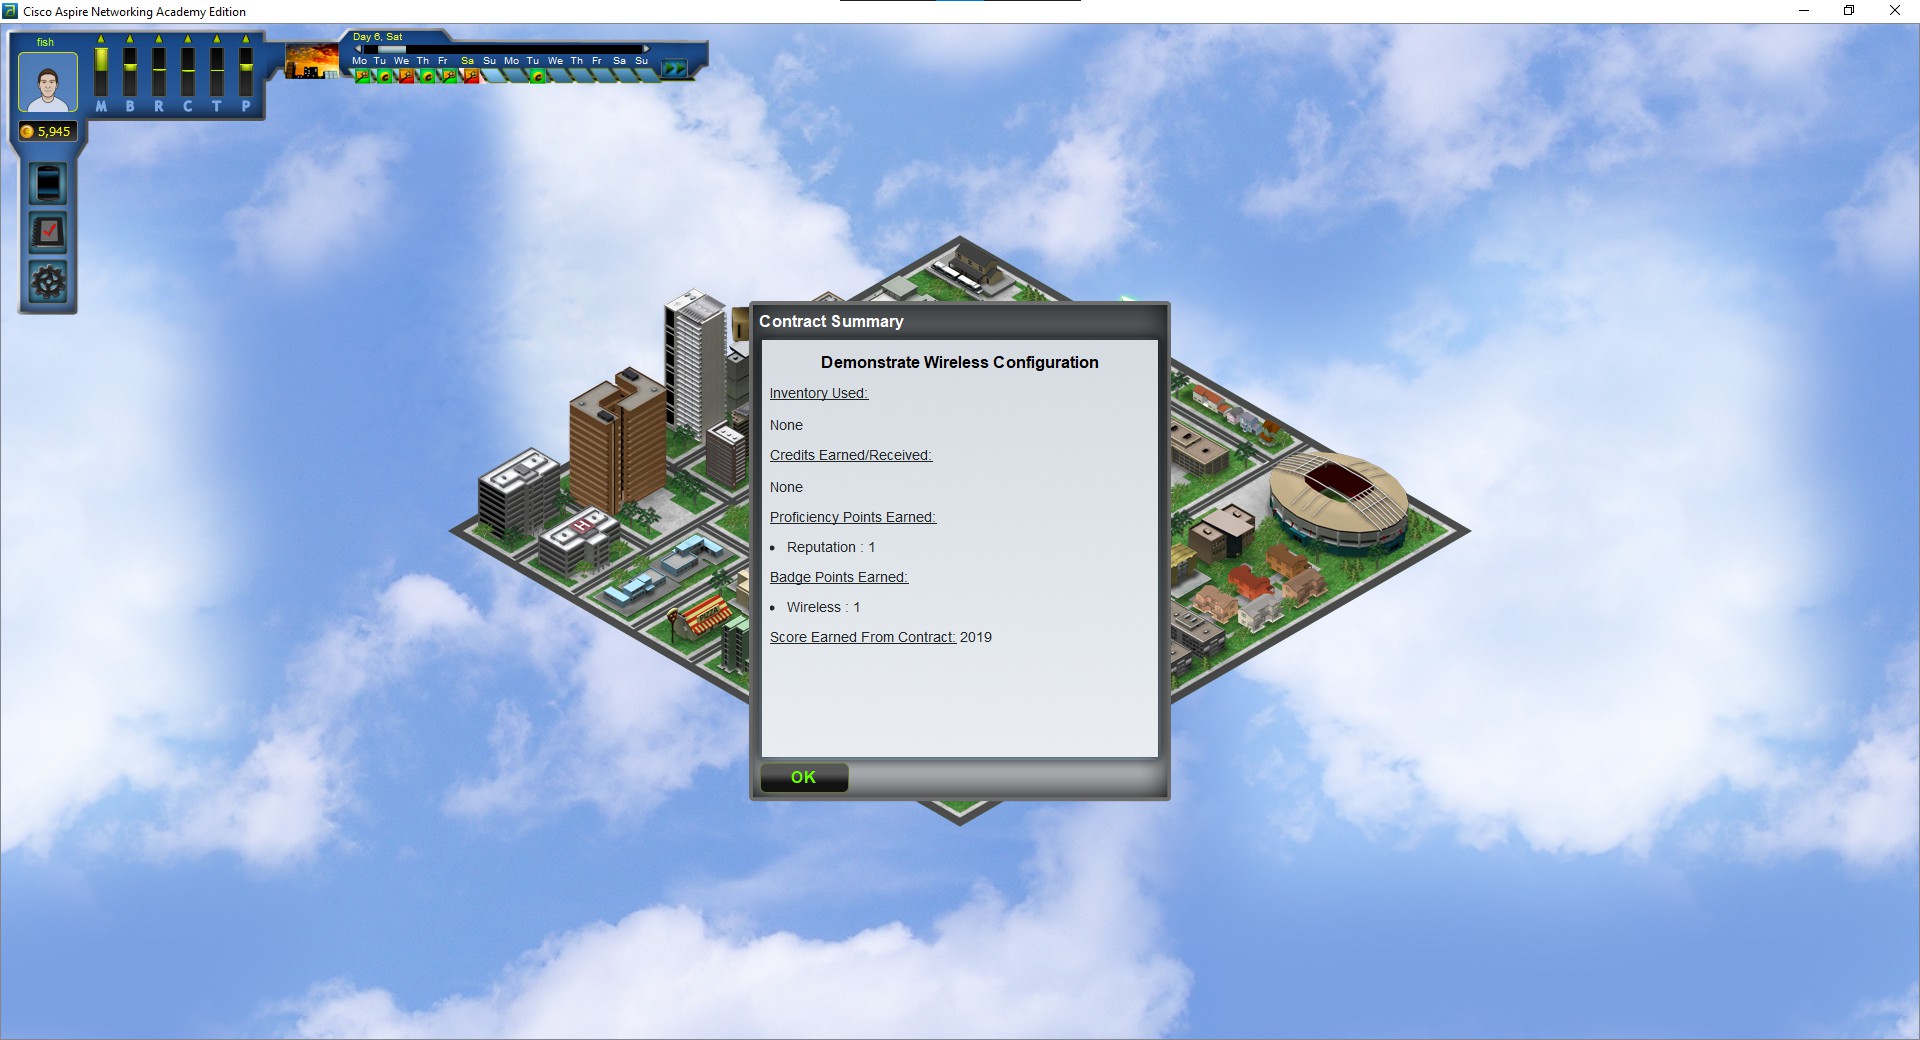 Cisco Aspire Networking Academy Edition
fish
M B R C T P
5,945
Day 6, Sat
Mo Tu We Th Fr Sa Su Mo Tu We Th Fr Sa Su
Contract Summary
Demonstrate Wireless Configuration
Inventory Used:
None
Credits Earned/Received:
None
Proficiency Points Earned:
• Reputation : 1
Badge Points Earned:
• Wireless : 1
Score Earned From Contract: 2019
OK
H
PIZZA